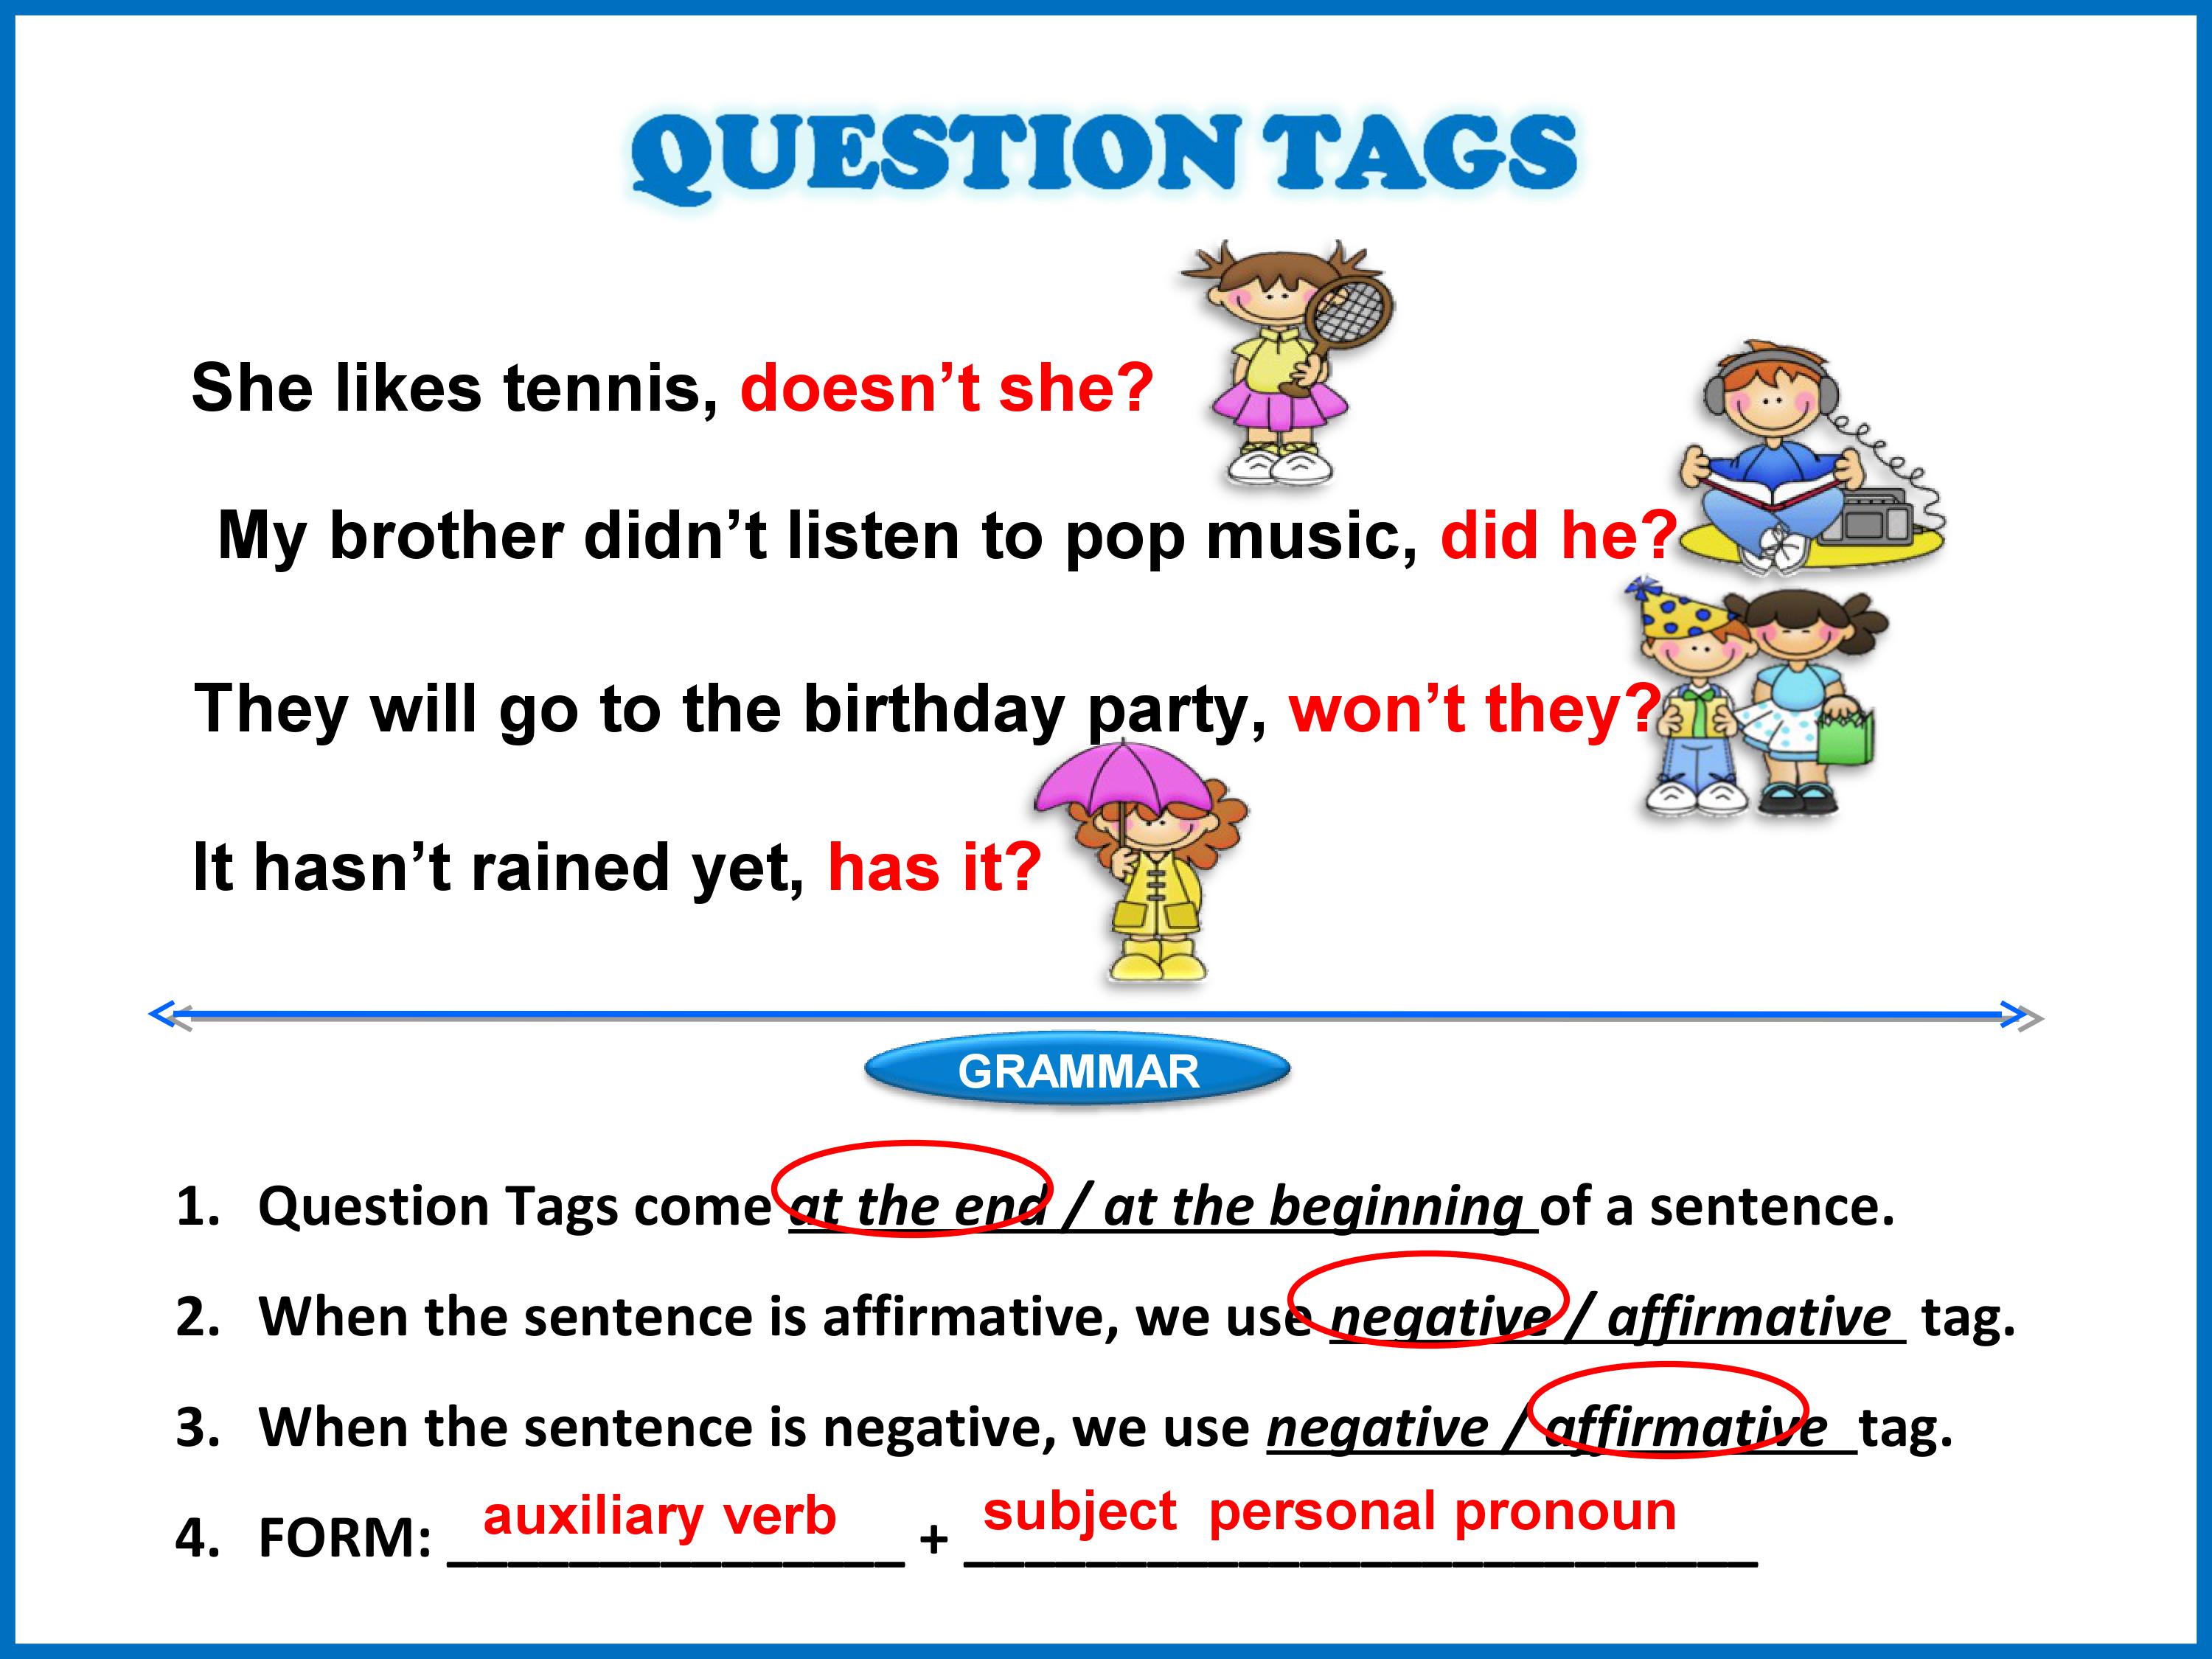 QUESTION TAGS
She likes tennis, doesn’t she?
My brother didn’t listen to pop music, did he?
They will go to the birthday party, won’t they?
It hasn’t rained yet, has it?
GRAMMAR
1. Question Tags come at the end / at the beginning of a sentence.
2. When the sentence is affirmative, we use negative / affirmative tag.
3. When the sentence is negative, we use negative / affirmative tag.
4. FORM: auxiliary verb + subject personal pronoun